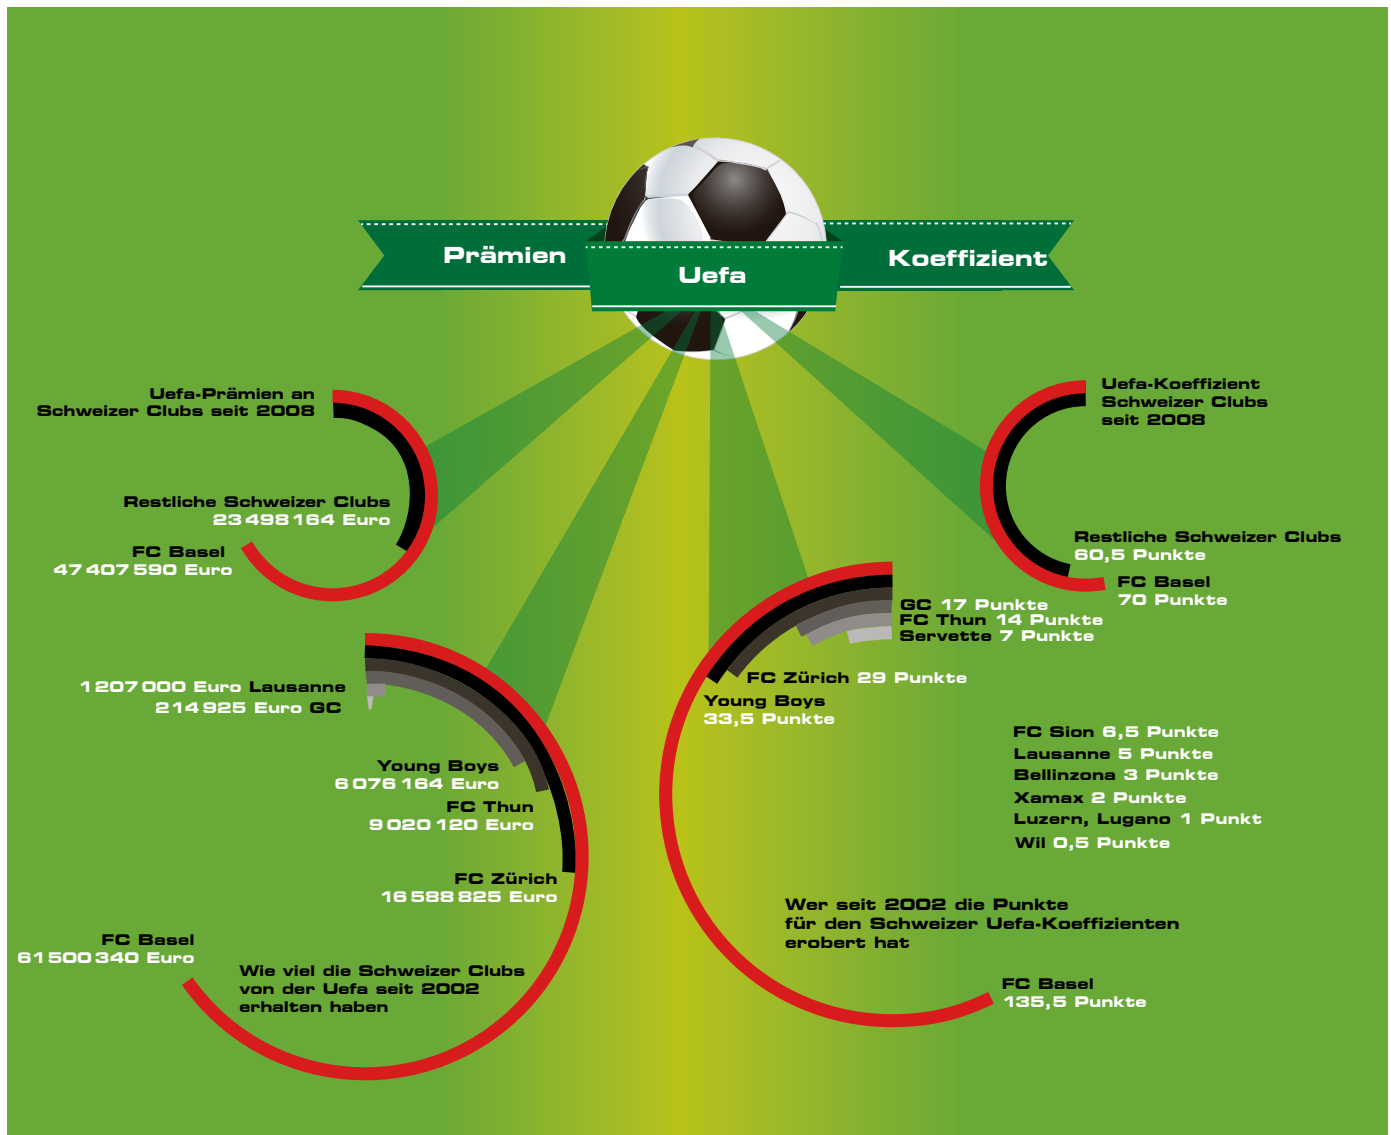 Prämien
Uefa
Koeffizient
Uefa-Prämien an
Schweizer Clubs seit 2008
Restliche Schweizer Clubs
23 498 164 Euro
FC Basel
47 407 590 Euro
Uefa-Koeffizient
Schweizer Clubs
seit 2008
Restliche Schweizer Clubs
60,5 Punkte
FC Basel
70 Punkte
1 207 000 Euro Lausanne
214 925 Euro GC
Young Boys
6 076 164 Euro
FC Thun
9 020 120 Euro
FC Zürich
16 588 825 Euro
FC Basel
61 500 340 Euro
Wie viel die Schweizer Clubs
von der Uefa seit 2002
erhalten haben
GC 17 Punkte
FC Thun 14 Punkte
Servette 7 Punkte
FC Zürich 29 Punkte
Young Boys
33,5 Punkte
FC Sion 6,5 Punkte
Lausanne 5 Punkte
Bellinzona 3 Punkte
Xamax 2 Punkte
Luzern, Lugano 1 Punkt
Wil 0,5 Punkte
Wer seit 2002 die Punkte
für den Schweizer Uefa-Koeffizienten
erobert hat
FC Basel
135,5 Punkte